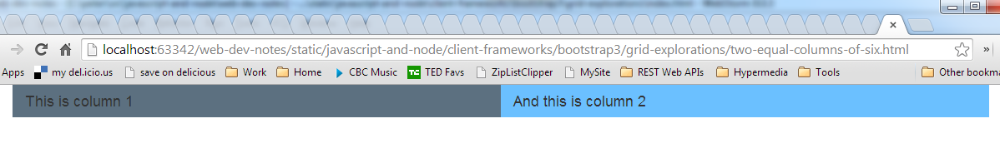 localhost:63342/web-dev-notes/static/javascript-and-node/client-frameworks/bootstrap3/grid-explorations/two-equal-columns-of-six.html
Apps my del.icio.us save on delicious Work Home CBC Music TC TED Favs ZipListClipper MySite REST Web APIs Hypermedia Tools » Other bookma
This is column 1 And this is column 2